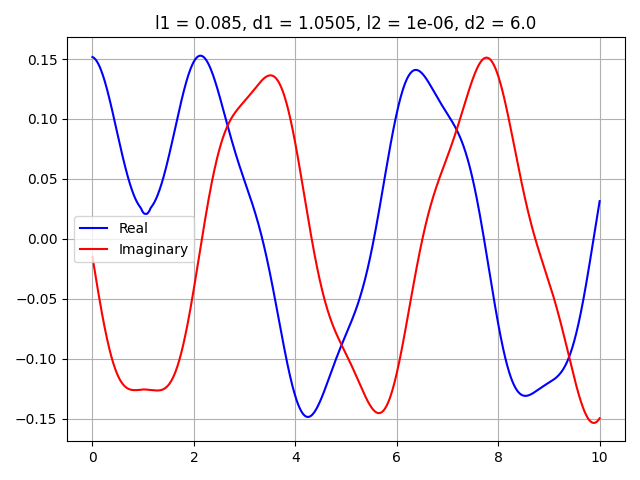 l1 = 0.085, d1 = 1.0505, l2 = 1e-06, d2 = 6.0
0.15
0.10
0.05
0.00
−0.05
−0.10
−0.15
Real
Imaginary
0 2 4 6 8 10